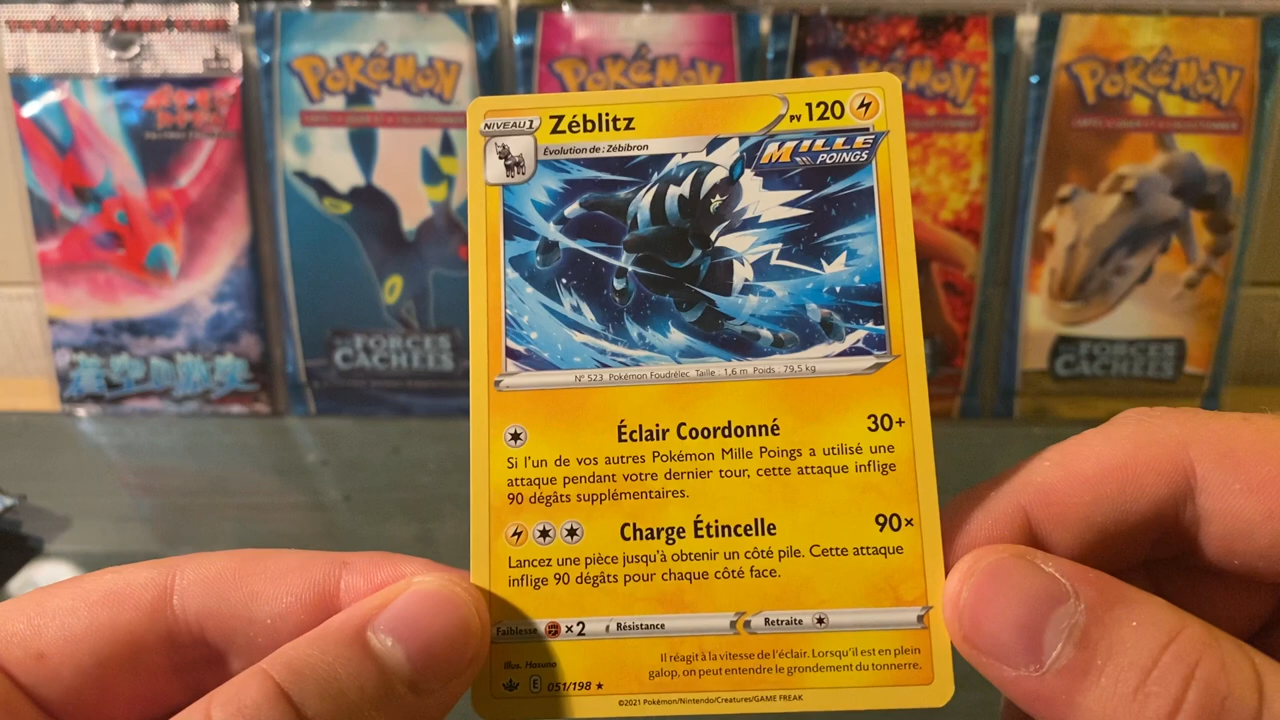 Pokémon
Pokémon
Pokémon
Pokémon
FORCES
CACHÉES
FORCES
CACHÉES
蒼空の激突
NIVEAU 1
Zéblitz
PV 120
Évolution de : Zébibron
MILLE
POINGS
N° 523 Pokémon Foudrélec Taille : 1,6 m Poids : 79,5 kg
Éclair Coordonné 30+
Si l'un de vos autres Pokémon Mille Poings a utilisé une
attaque pendant votre dernier tour, cette attaque inflige
90 dégâts supplémentaires.
Charge Étincelle 90×
Lancez une pièce jusqu'à obtenir un côté pile. Cette attaque
inflige 90 dégâts pour chaque côté face.
Faiblesse ×2 Résistance Retraite
Il réagit à la vitesse de l'éclair. Lorsqu'il est en plein
galop, on peut entendre le grondement du tonnerre.
Illus. Hasuno
E 051/198 ★
©2021 Pokémon/Nintendo/Creatures/GAME FREAK